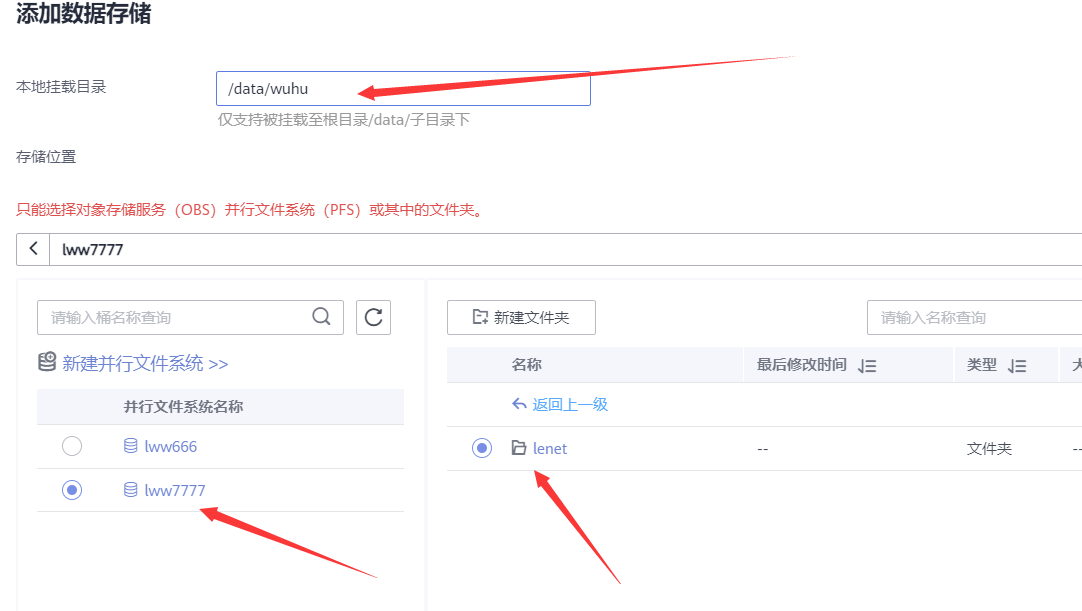 添加数据存储
本地挂载目录
/data/wuhu
仅支持被挂载至根目录/data/子目录下
存储位置
只能选择对象存储服务（OBS）并行文件系统（PFS）或其中的文件夹。
lww7777
请输入桶名称查询
新建并行文件系统 >>
并行文件系统名称
lww666
lww7777
新建文件夹
请输入名称查询
名称 最后修改时间 类型
返回上一级
lenet -- 文件夹 --